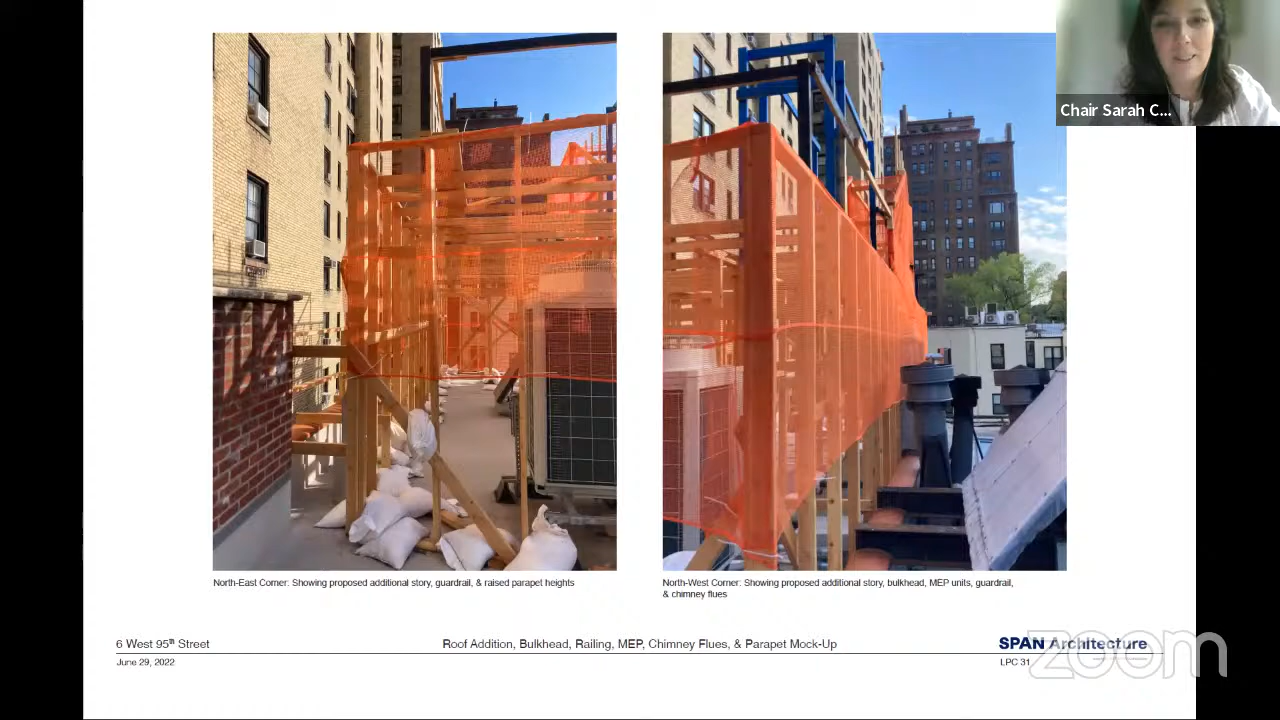 Chair Sarah C...
North-East Corner: Showing proposed additional story, guardrail, & raised parapet heights
North-West Corner: Showing proposed additional story, bulkhead, MEP units, guardrail,
& chimney flues
6 West 95th Street
Roof Addition, Bulkhead, Railing, MEP, Chimney Flues, & Parapet Mock-Up
SPAN Architecture
June 29, 2022
LPC 31
zoom